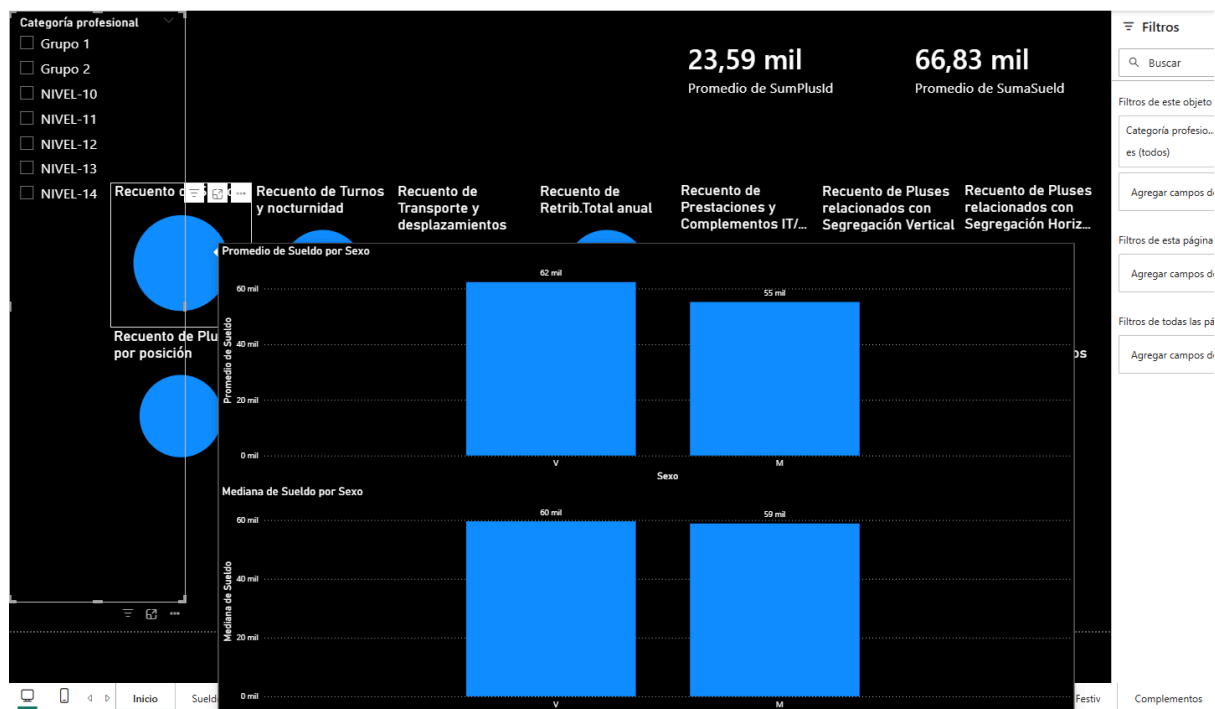 Categoría profesional
Grupo 1
Grupo 2
NIVEL-10
NIVEL-11
NIVEL-12
NIVEL-13
NIVEL-14
23,59 mil
Promedio de SumPlusId
66,83 mil
Promedio de SumaSueld
Recuento de
Recuento de Turnos
y nocturnidad
Recuento de
Transporte y
desplazamientos
Recuento de
Retrib.Total anual
Recuento de
Prestaciones y
Complementos IT/...
Recuento de Pluses
relacionados con
Segregación Vertical
Recuento de Pluses
relacionados con
Segregación Horiz...
Recuento de Plu
por posición
os
Promedio de Sueldo por Sexo
Promedio de Sueldo
60 mil
40 mil
20 mil
0 mil
62 mil
55 mil
V
M
Sexo
Mediana de Sueldo por Sexo
Mediana de Sueldo
60 mil
40 mil
20 mil
0 mil
60 mil
59 mil
V
M
Filtros
Buscar
Filtros de este objeto
Categoría profesio...
es (todos)
Agregar campos de
Filtros de esta página
Agregar campos de
Filtros de todas las pá
Agregar campos de
Inicio
Sueld
Festiv
Complementos